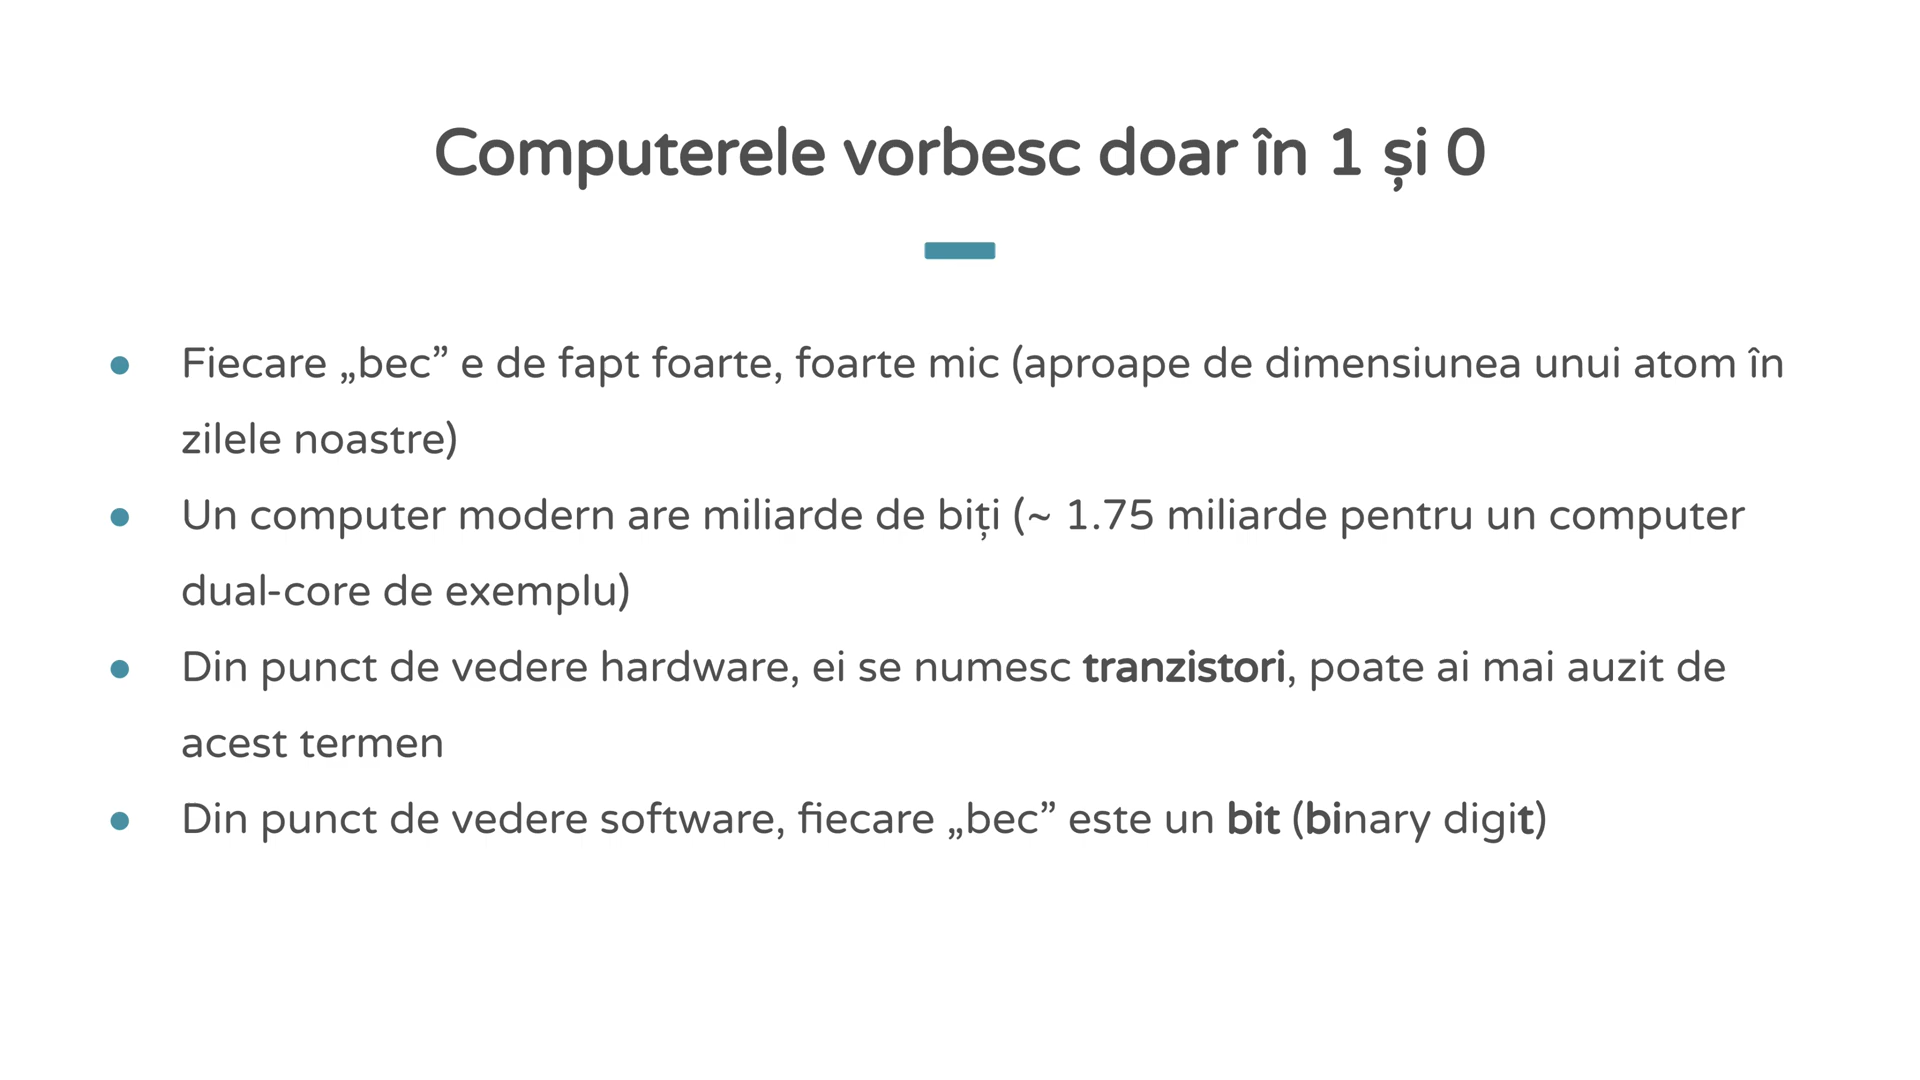 Computerele vorbesc doar în 1 și 0
● Fiecare „bec” e de fapt foarte, foarte mic (aproape de dimensiunea unui atom în
zilele noastre)
● Un computer modern are miliarde de biți (~ 1.75 miliarde pentru un computer
dual-core de exemplu)
● Din punct de vedere hardware, ei se numesc tranzistori, poate ai mai auzit de
acest termen
● Din punct de vedere software, fiecare „bec” este un bit (binary digit)